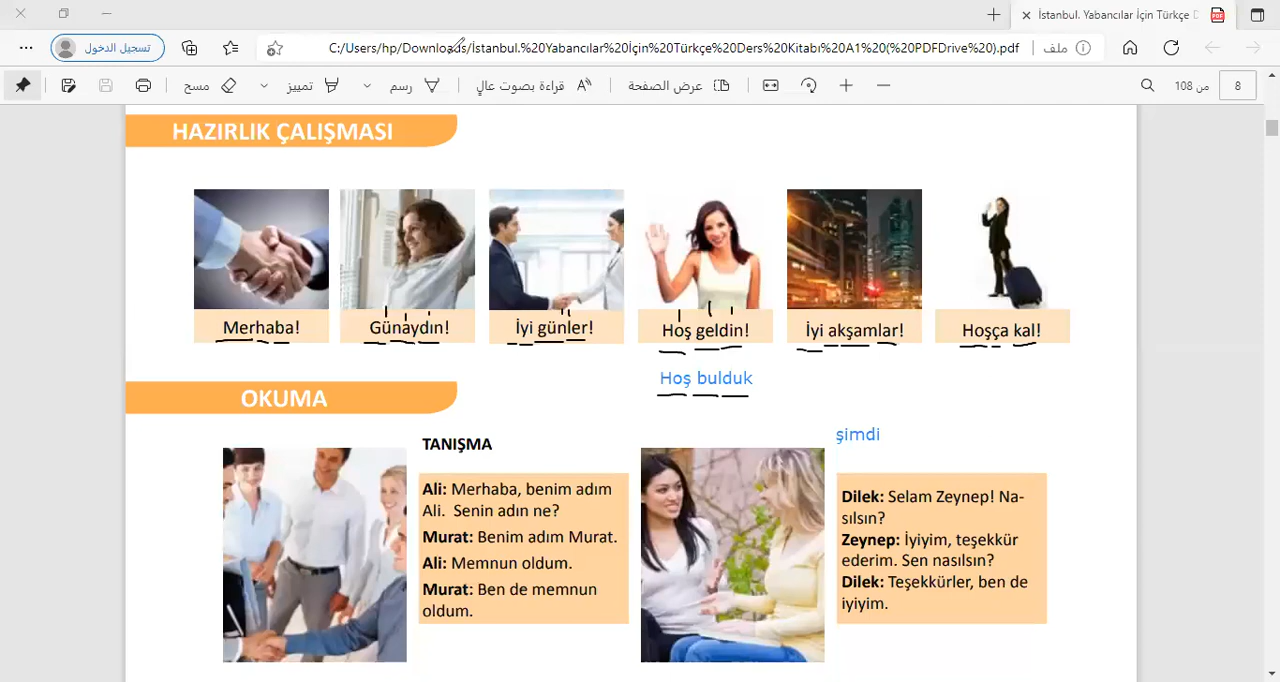 İstanbul. Yabancılar İçin Türkçe D
تسجيل الدخول
C:/Users/hp/Downloads/İstanbul.%20Yabancılar%20İçin%20Türkçe%20Ders%20Kitabı%20A1%20(%20PDFDrive%20).pdf
ملف
مسح
تمييز
رسم
قراءة بصوت عالٍ
عرض الصفحة
من 108
8
HAZIRLIK ÇALIŞMASI
Merhaba!
Günaydın!
İyi günler!
Hoş geldin!
İyi akşamlar!
Hoşça kal!
Hoş bulduk
OKUMA
TANIŞMA
Ali: Merhaba, benim adım
Ali. Senin adın ne?
Murat: Benim adım Murat.
Ali: Memnun oldum.
Murat: Ben de memnun
oldum.
şimdi
Dilek: Selam Zeynep! Na-
sılsın?
Zeynep: İyiyim, teşekkür
ederim. Sen nasılsın?
Dilek: Teşekkürler, ben de
iyiyim.